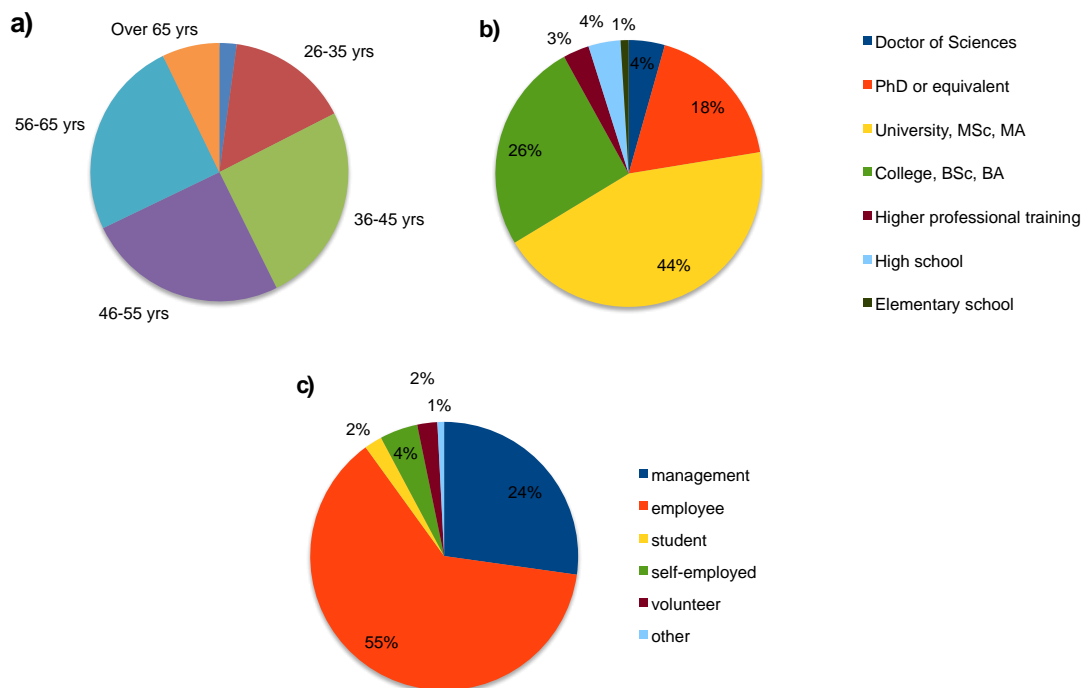 a)
Over 65 yrs
26-35 yrs
56-65 yrs
36-45 yrs
46-55 yrs
b)
4%
1%
3%
4%
18%
26%
44%
Doctor of Sciences
PhD or equivalent
University, MSc, MA
College, BSc, BA
Higher professional training
High school
Elementary school
c)
2%
1%
2%
4%
24%
55%
management
employee
student
self-employed
volunteer
other